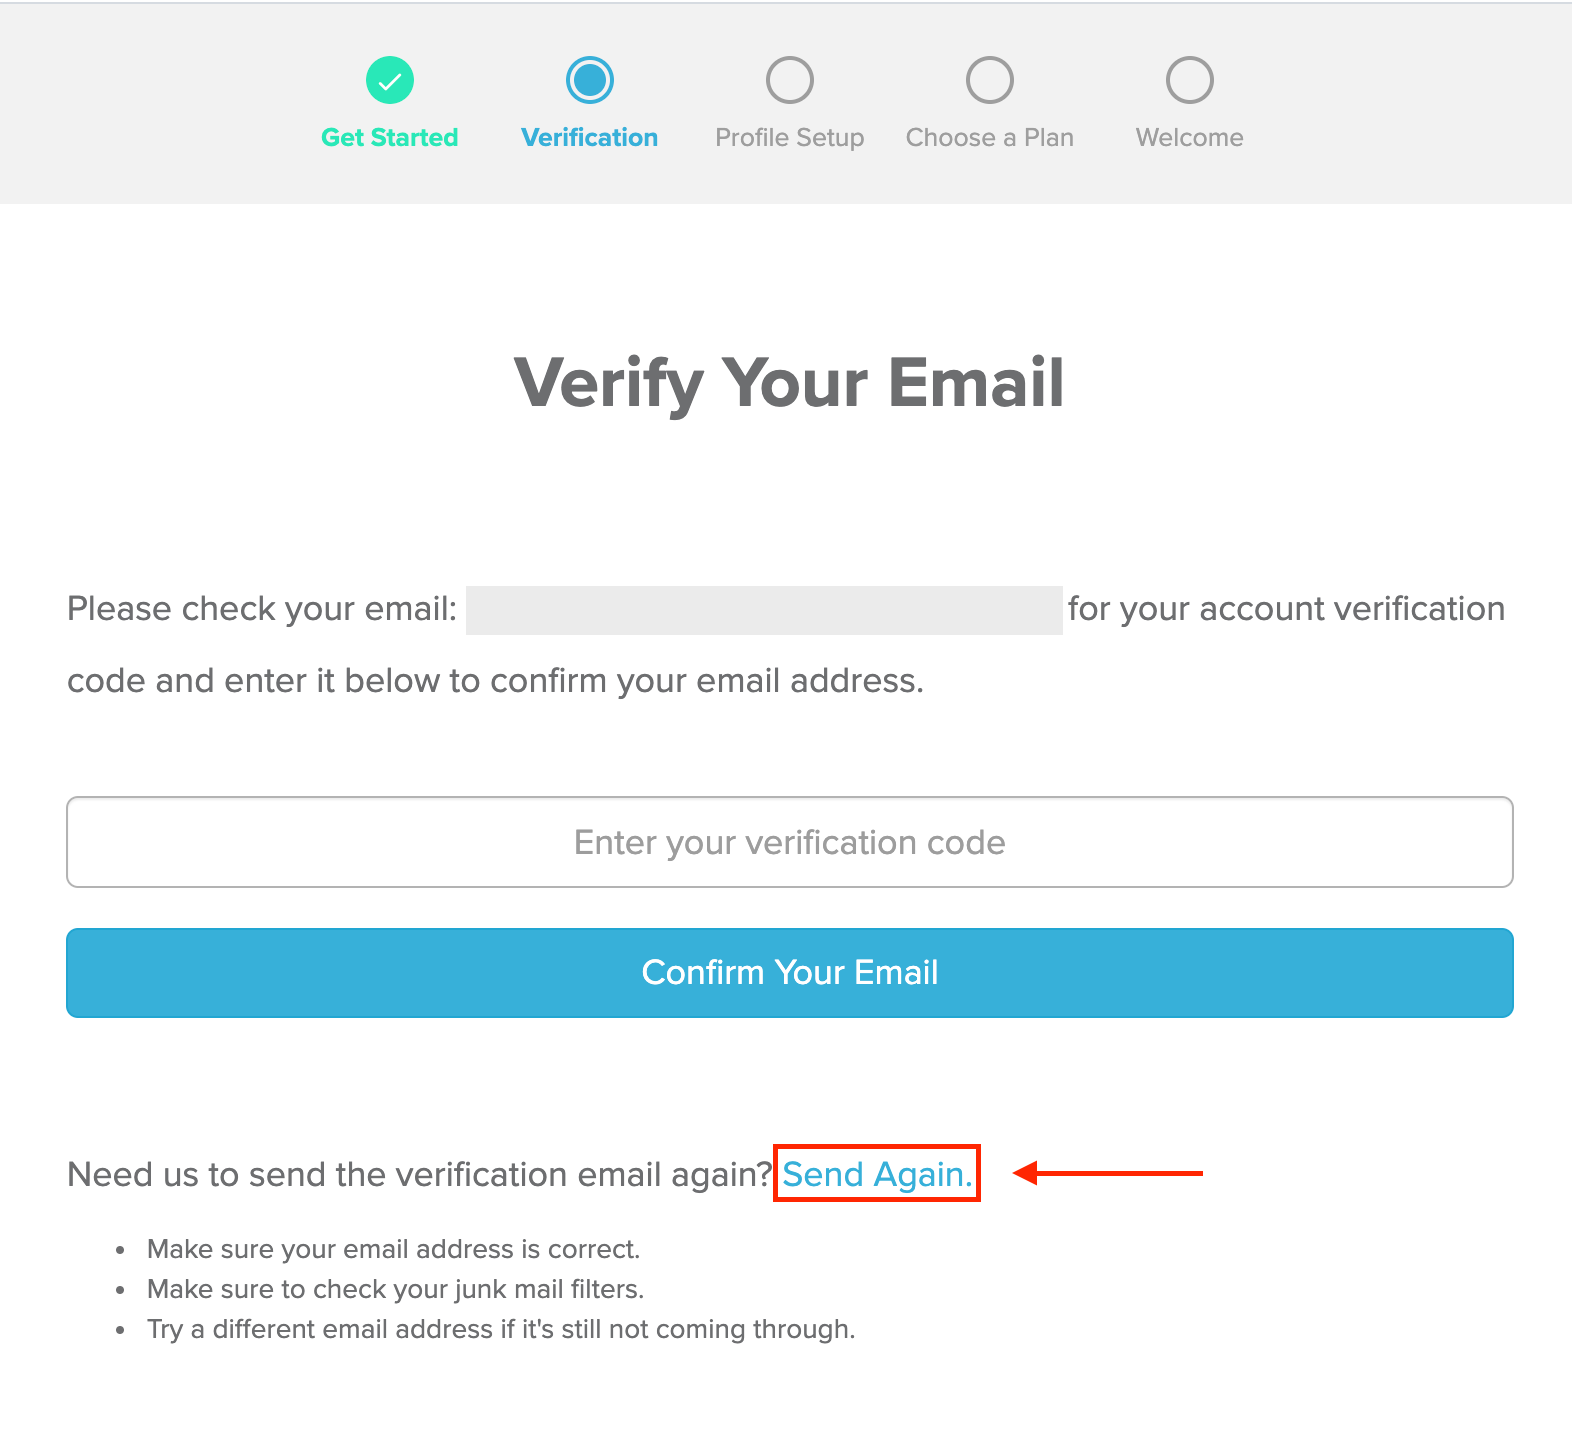 Get Started
Verification
Profile Setup
Choose a Plan
Welcome
Verify Your Email
Please check your email: for your account verification
code and enter it below to confirm your email address.
Enter your verification code
Confirm Your Email
Need us to send the verification email again? Send Again.
• Make sure your email address is correct.
• Make sure to check your junk mail filters.
• Try a different email address if it's still not coming through.